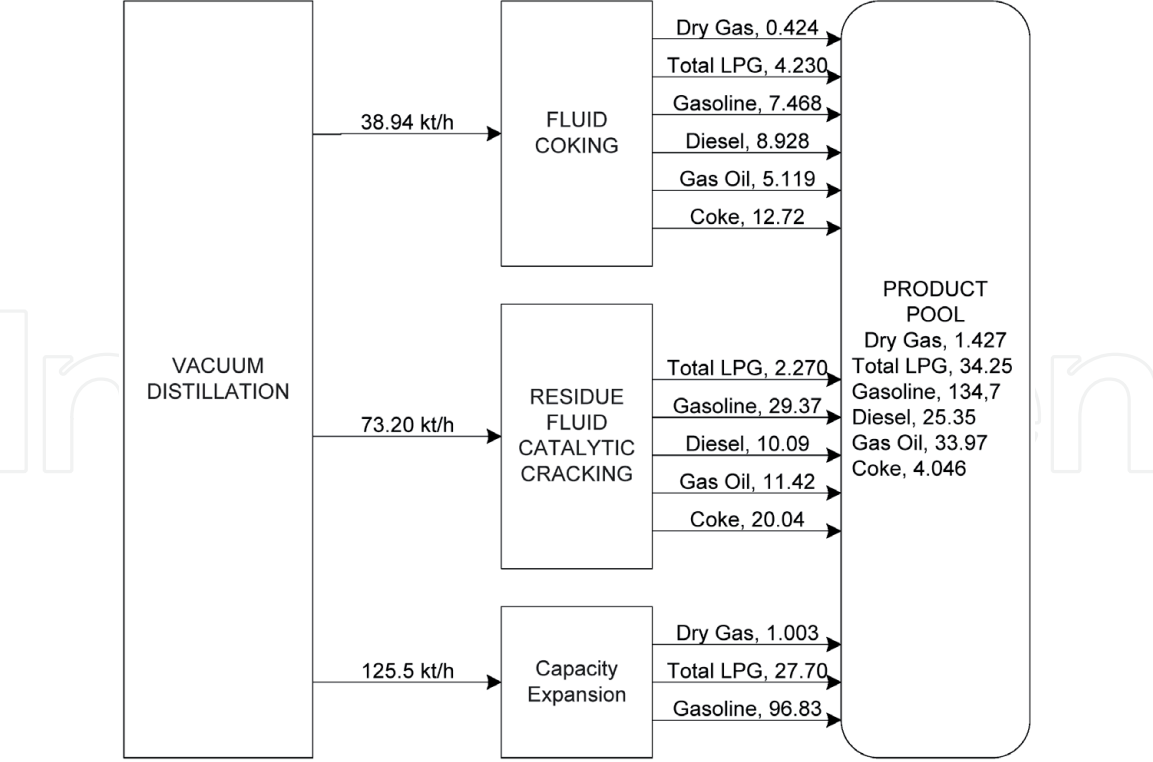 VACUUM
DISTILLATION
38.94 kt/h
73.20 kt/h
125.5 kt/h
FLUID
COKING
Dry Gas, 0.424
Total LPG, 4.230
Gasoline, 7.468
Diesel, 8.928
Gas Oil, 5.119
Coke, 12.72
RESIDUE
FLUID
CATALYTIC
CRACKING
Total LPG, 2.270
Gasoline, 29.37
Diesel, 10.09
Gas Oil, 11.42
Coke, 20.04
Capacity
Expansion
Dry Gas, 1.003
Total LPG, 27.70
Gasoline, 96.83
PRODUCT
POOL
Dry Gas, 1.427
Total LPG, 34.25
Gasoline, 134,7
Diesel, 25.35
Gas Oil, 33.97
Coke, 4.046